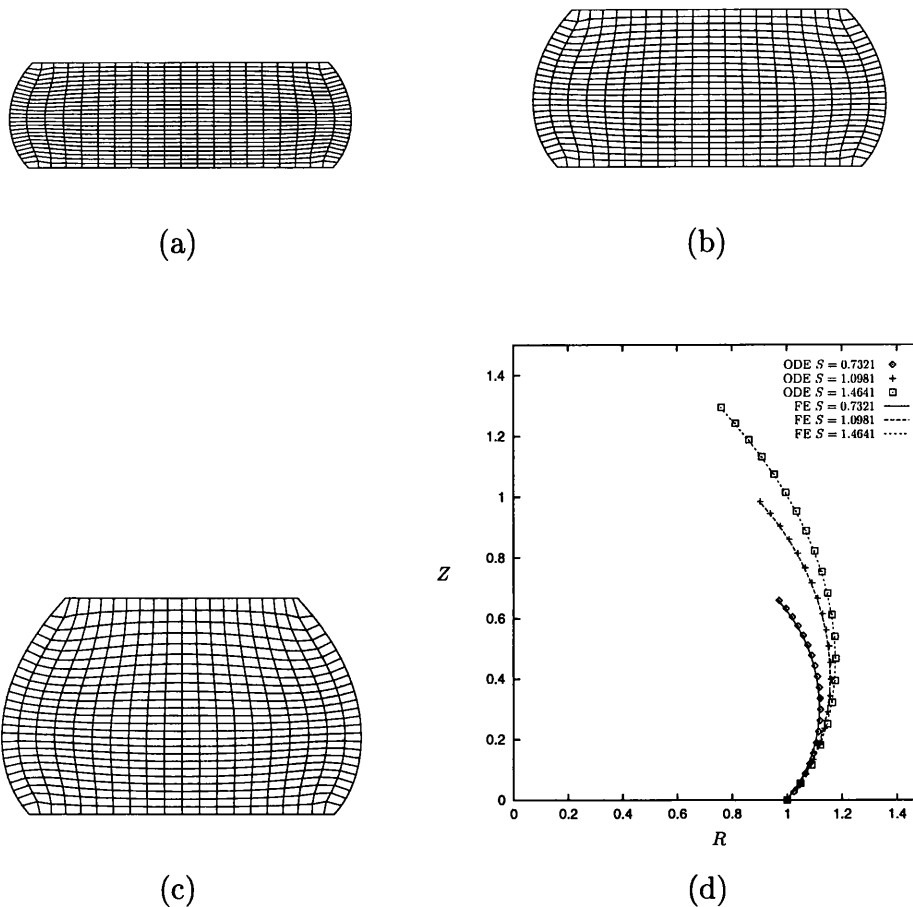 (a)
(b)
(c)
1.4
1.2
1
0.8
0.6
0.4
0.2
0
Z
ODE S = 0.7321
ODE S = 1.0981
ODE S = 1.4641
FE S = 0.7321
FE S = 1.0981
FE S = 1.4641
0 0.2 0.4 0.6 0.8 1 1.2 1.4
R
(d)